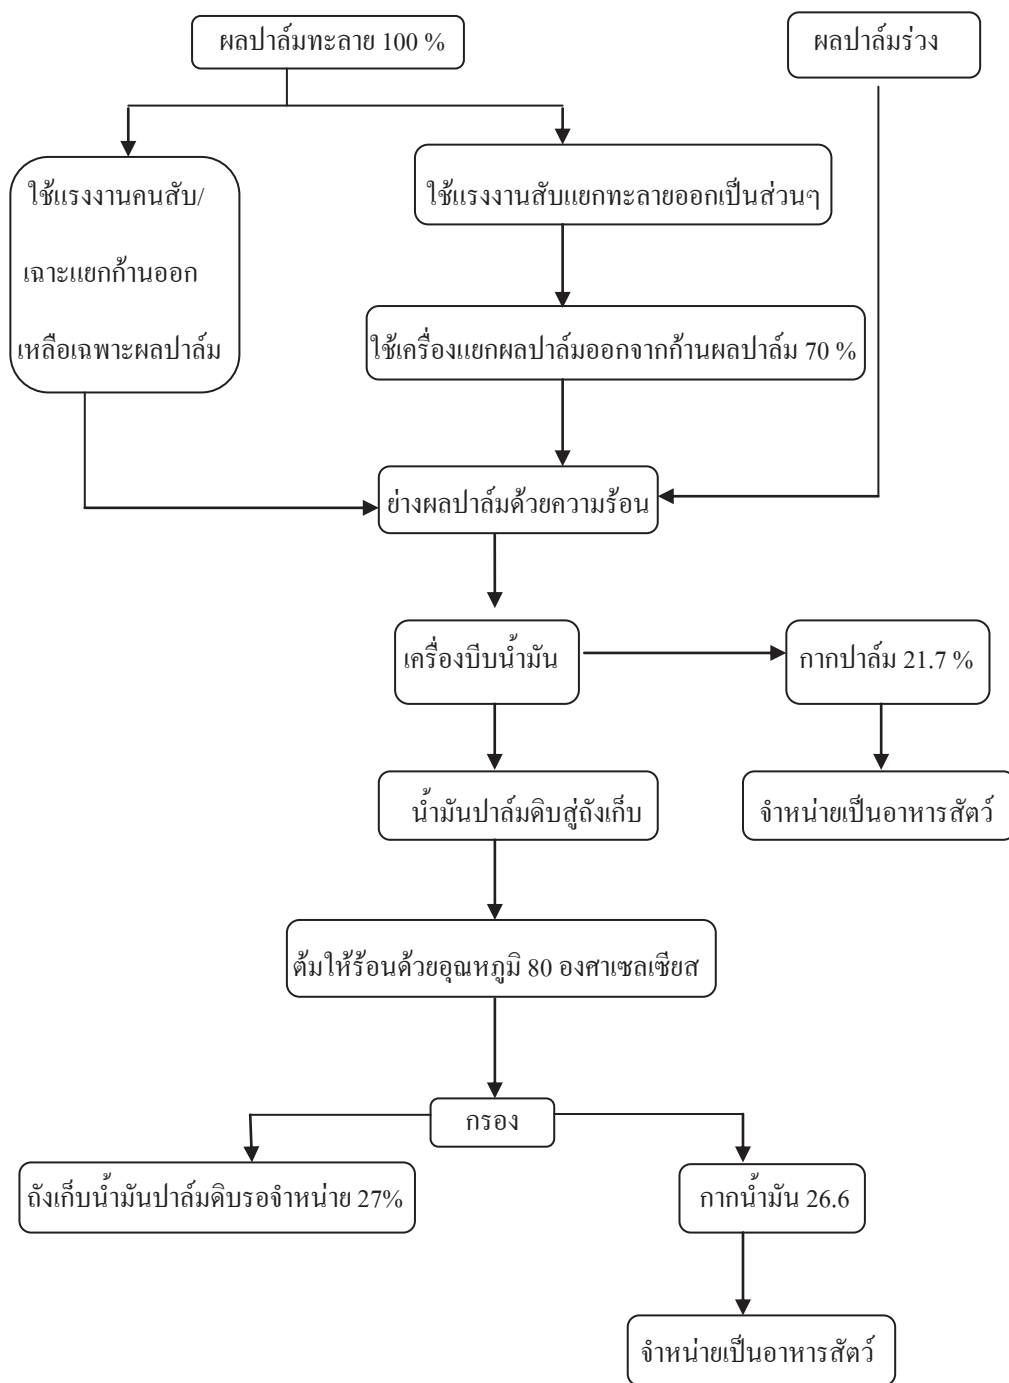 ผลปาล์มทะลาย 100 %
ผลปาล์มร่วง
ใช้แรงงานคนสับ/
เฉาะแยกก้านออก
เหลือเฉพาะผลปาล์ม
ใช้แรงงานสับแยกทะลายออกเป็นส่วนๆ
ใช้เครื่องแยกผลปาล์มออกจากก้านผลปาล์ม 70 %
ย่างผลปาล์มด้วยความร้อน
เครื่องบีบน้ำมัน
กากปาล์ม 21.7 %
น้ำมันปาล์มดิบสู่ถังเก็บ
จำหน่ายเป็นอาหารสัตว์
ต้มให้ร้อนด้วยอุณหภูมิ 80 องศาเซลเซียส
กรอง
ถังเก็บน้ำมันปาล์มดิบรอจำหน่าย 27%
กากน้ำมัน 26.6
จำหน่ายเป็นอาหารสัตว์